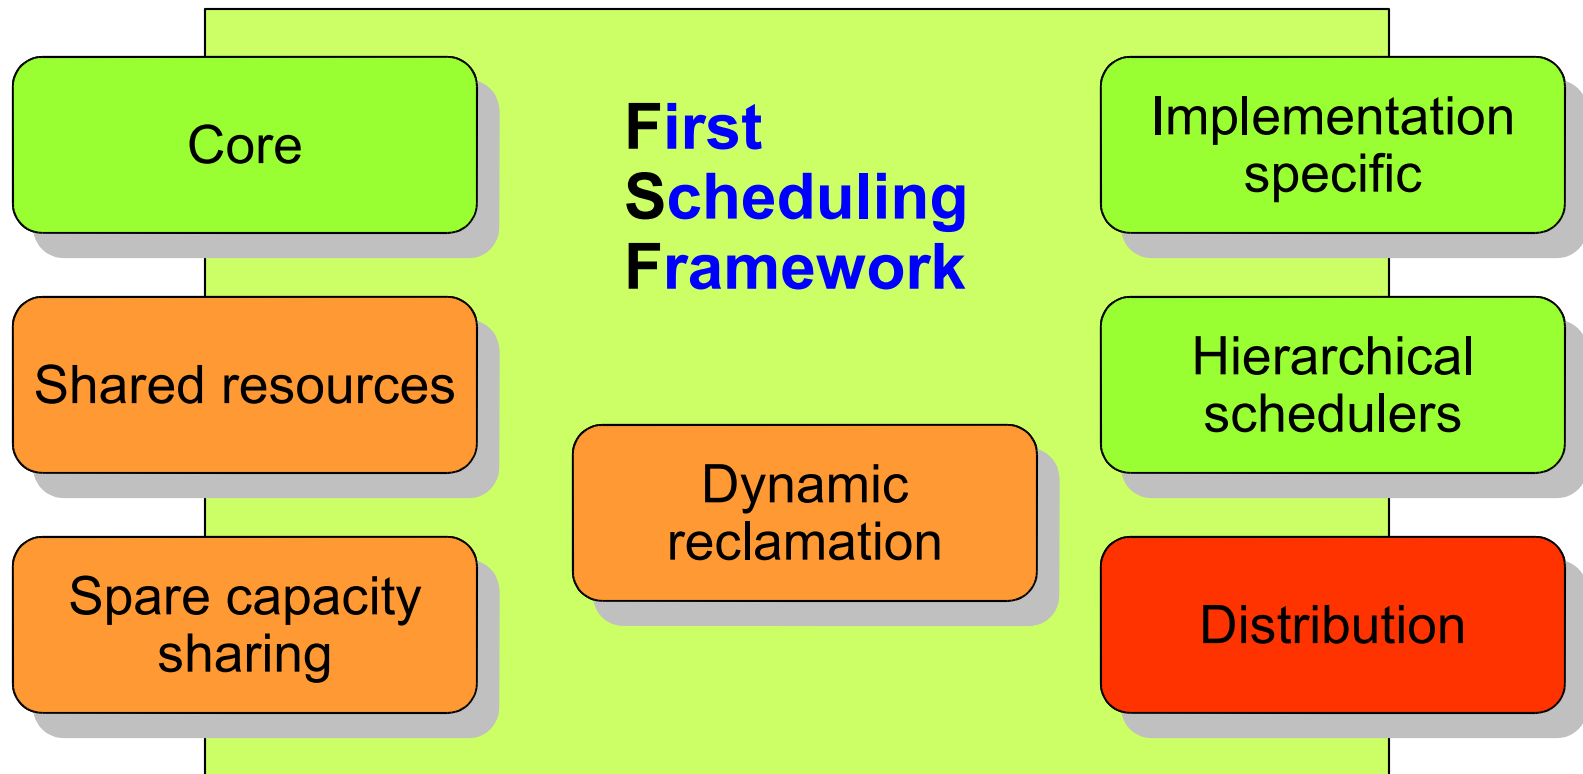 Core
Shared resources
Spare capacity
sharing
First
Scheduling
Framework
Dynamic
reclamation
Implementation
specific
Hierarchical
schedulers
Distribution